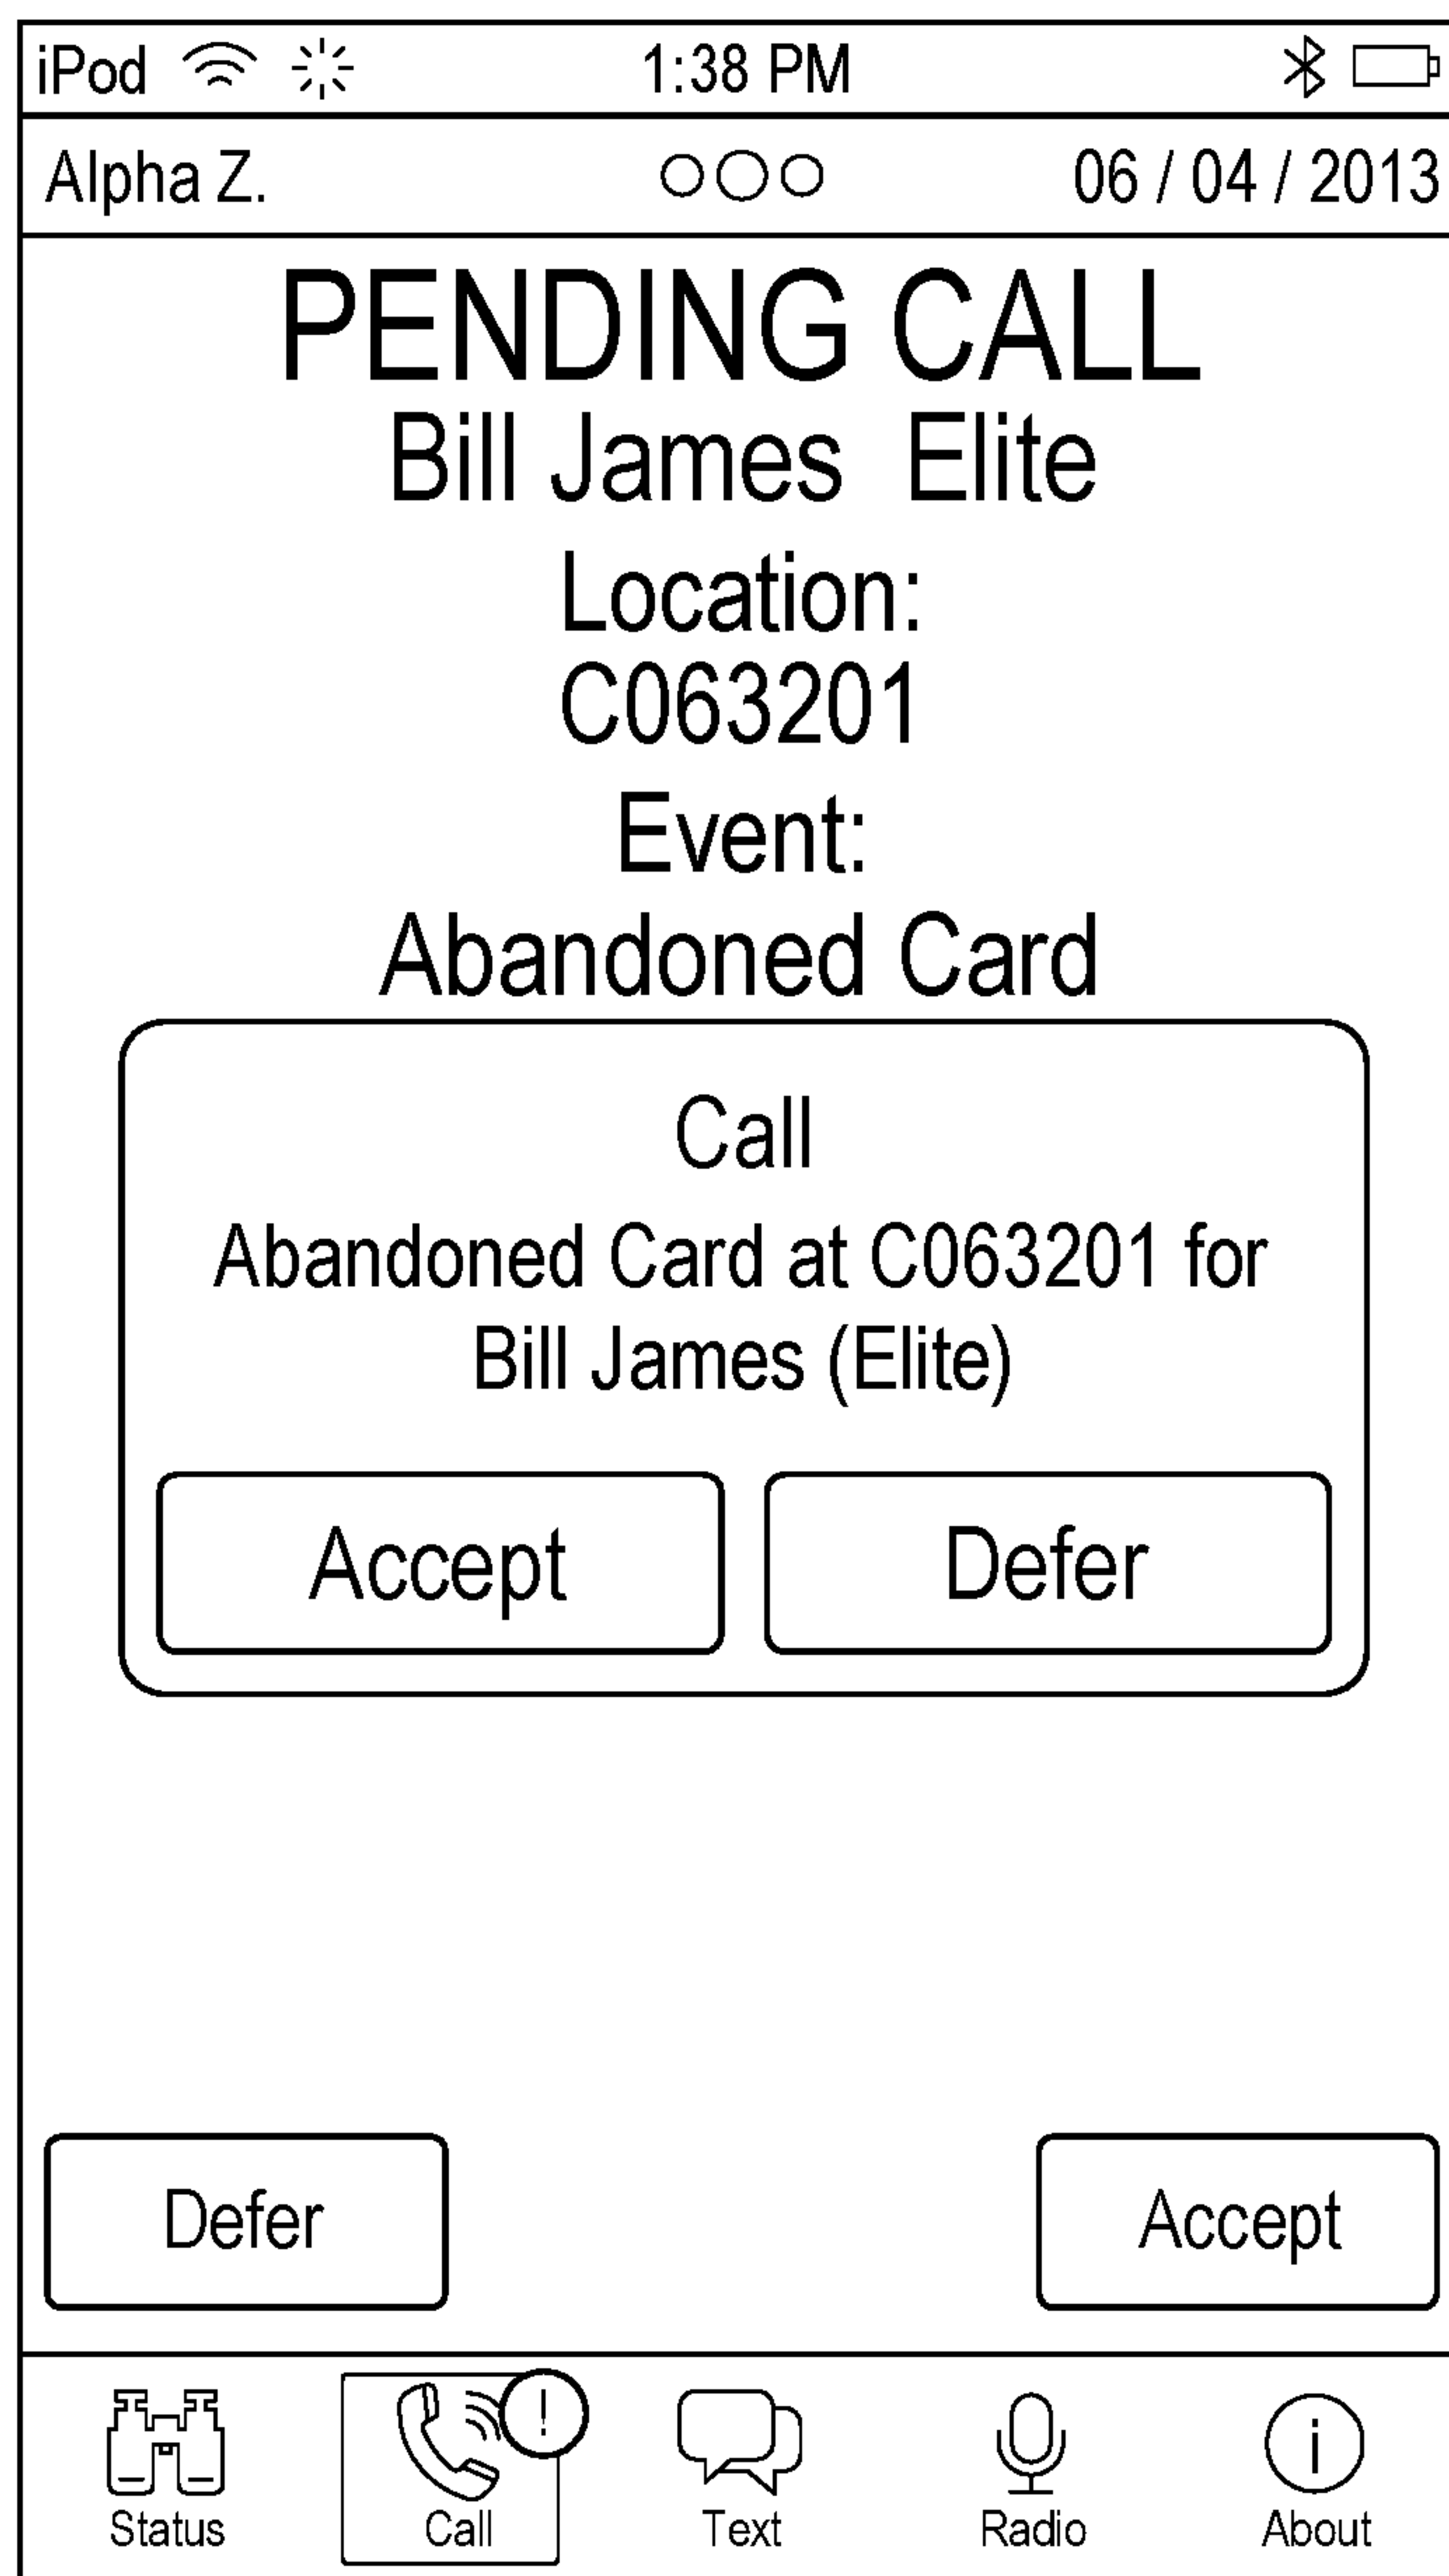 iPod 1:38 PM
Alpha Z. 06 / 04 / 2013
PENDING CALL
Bill James Elite
Location:
C063201
Event:
Abandoned Card
Call
Abandoned Card at C063201 for
Bill James (Elite)
Accept Defer
Defer Accept
!
i
Status Call Text Radio About